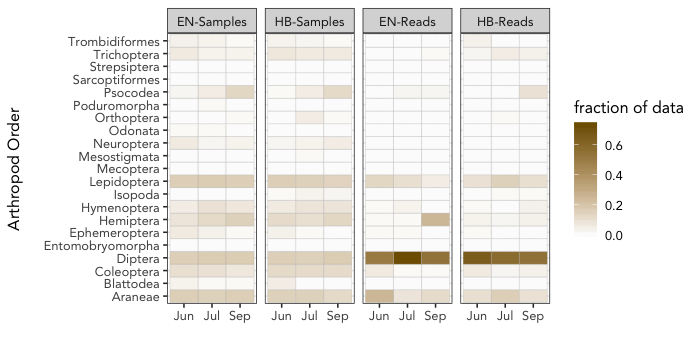 EN-Samples HB-Samples EN-Reads HB-Reads
Arthropod Order
Trombidiformes
Trichoptera
Strepsiptera
Sarcoptiformes
Psocodea
Poduromorpha
Orthoptera
Odonata
Neuroptera
Mesostigmata
Mecoptera
Lepidoptera
Isopoda
Hymenoptera
Hemiptera
Ephemeroptera
Entomobryomorpha
Diptera
Coleoptera
Blattodea
Araneae
Jun Jul Sep Jun Jul Sep Jun Jul Sep Jun Jul Sep
fraction of data
0.6
0.4
0.2
0.0